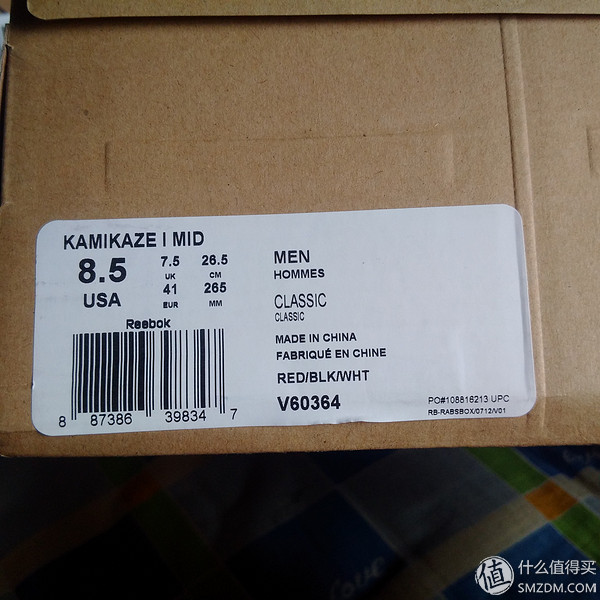 KAMIKAZE I MID
8.5
USA
7.5
UK
41
EUR
26.5
CM
265
MM
Reebok
8 87386 39834 7
MEN
HOMMES
CLASSIC
CLASSIC
MADE IN CHINA
FABRIQUÉ EN CHINE
RED/BLK/WHT
V60364
PO#108816213 UPC
RB-RABSBOX/0712/V01
值 什么值得买
SMZDM.COM